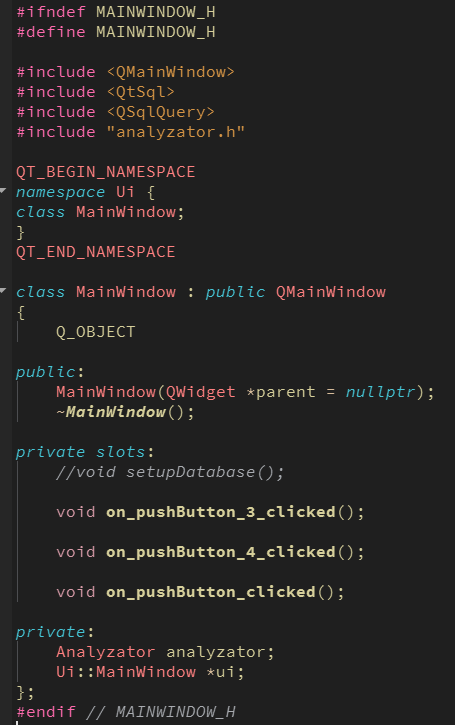 #ifndef MAINWINDOW_H
#define MAINWINDOW_H
#include <QMainWindow>
#include <QtSql>
#include <QSqlQuery>
#include "analyzator.h"
QT_BEGIN_NAMESPACE
namespace Ui {
class MainWindow;
}
QT_END_NAMESPACE
class MainWindow : public QMainWindow
{
    Q_OBJECT
public:
    MainWindow(QWidget *parent = nullptr);
    ~MainWindow();
private slots:
    //void setupDatabase();
    void on_pushButton_3_clicked();
    void on_pushButton_4_clicked();
    void on_pushButton_clicked();
private:
    Analyzator analyzator;
    Ui::MainWindow *ui;
};
#endif // MAINWINDOW_H